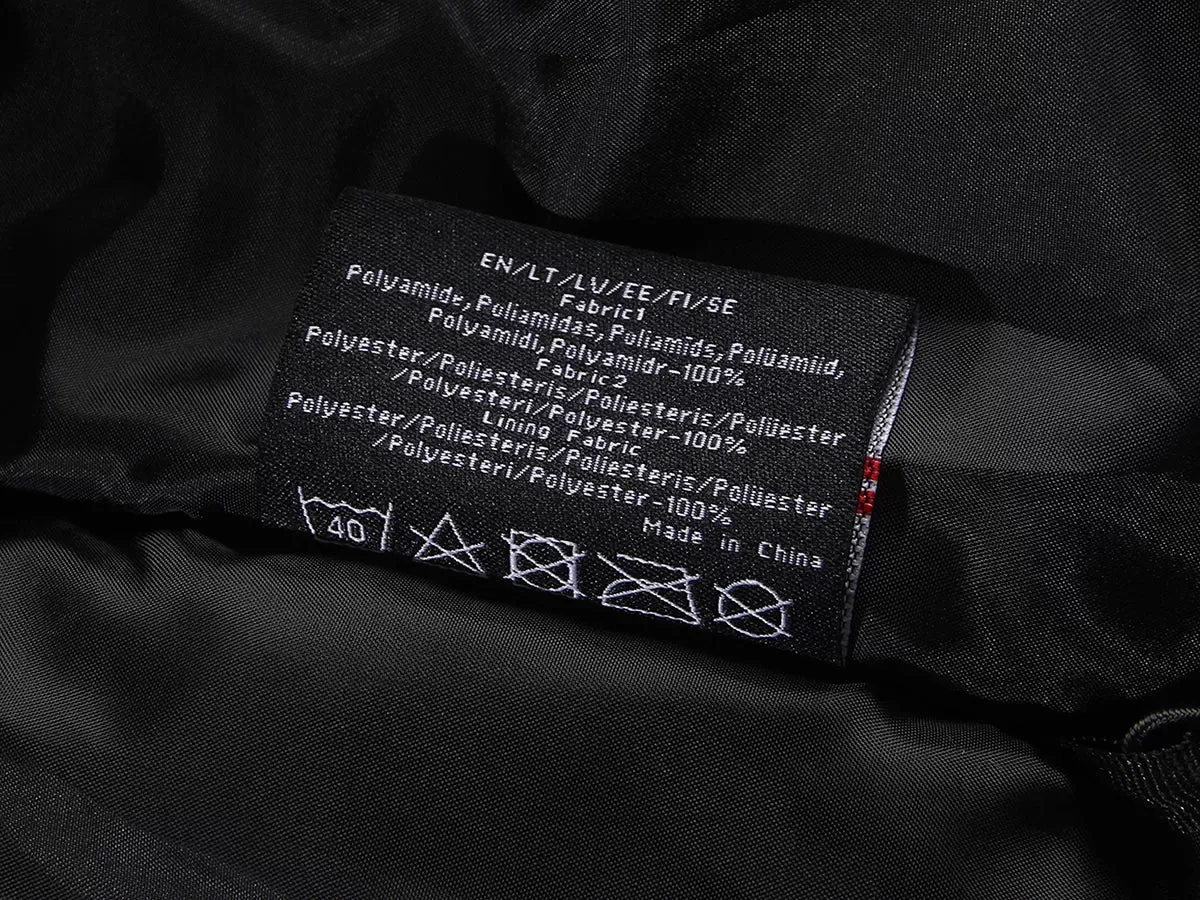 EN/LT/LV/EE/FI/SE
Fabric1
Polyamide,Poliamidas,Poliamids,Polüamiid,
Polyamidi,Polyamidr-100%
Fabric2
Polyester/Poliesteris/Poliesteris/Polüester
/Polyesteri/Polyester-100%
Lining Fabric
Polyester/Poliesteris/Poliesteris/Polüester
/Polyesteri/Polyester-100%
Made in China
40